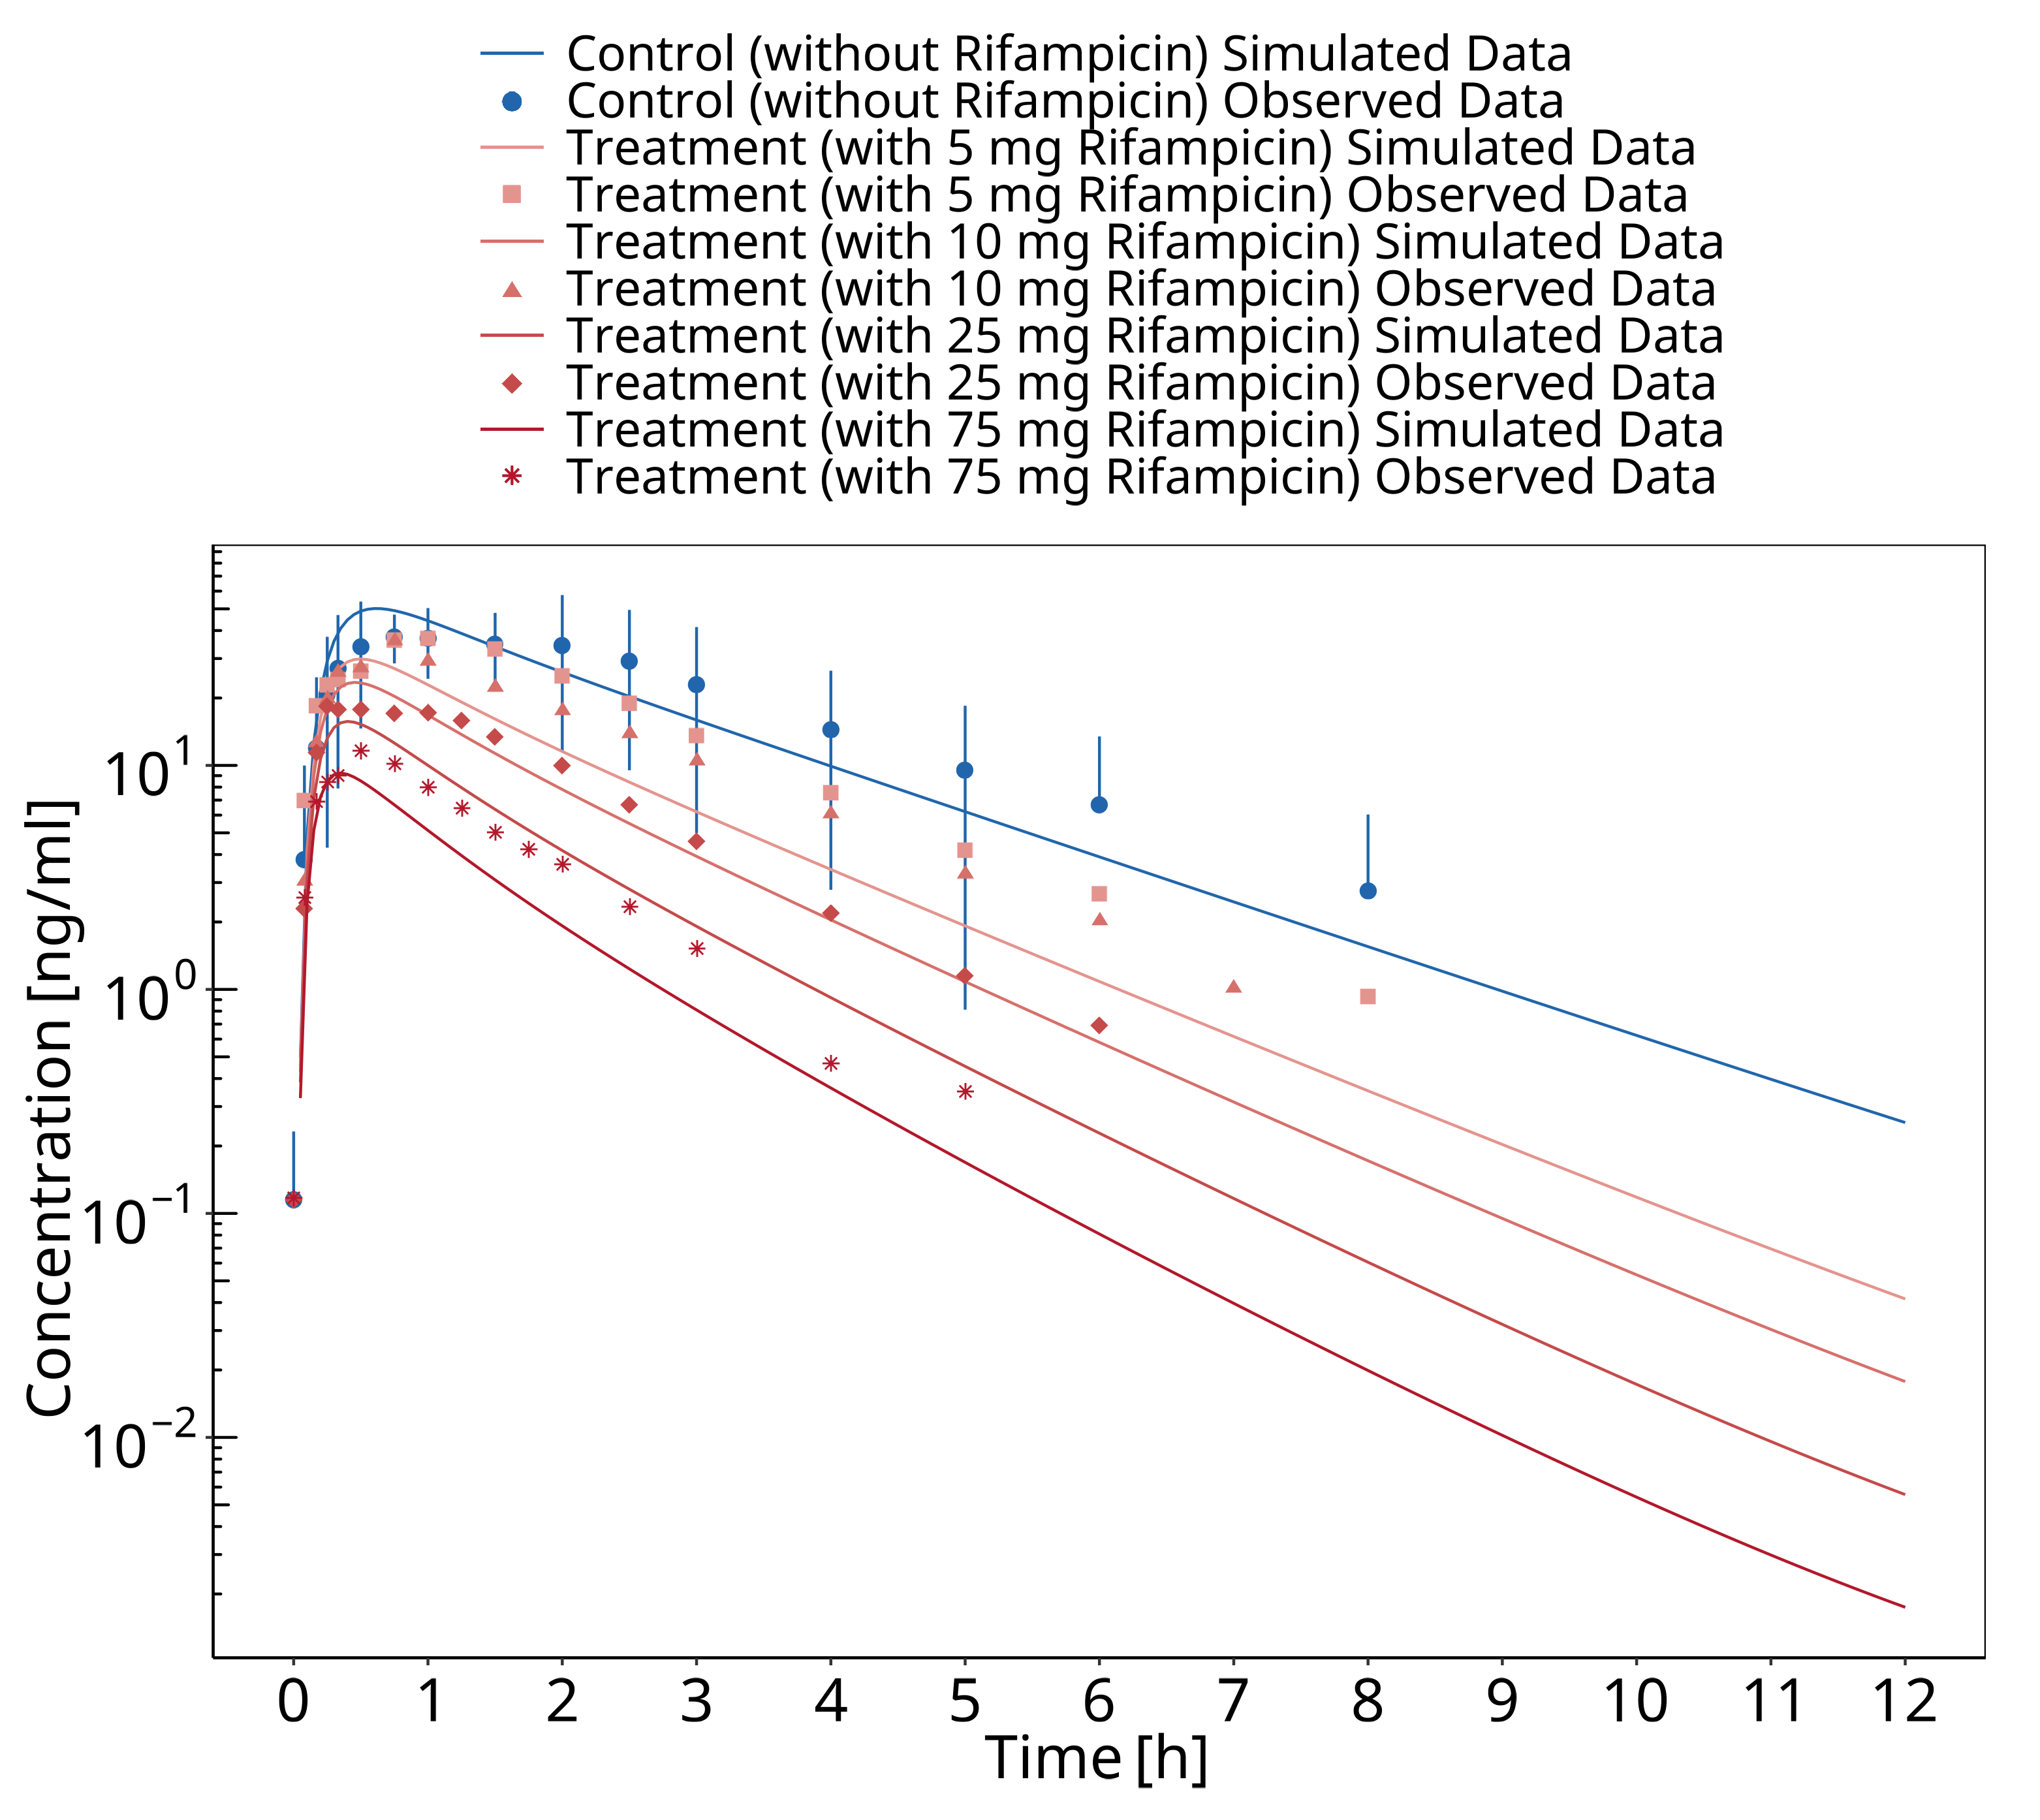 Control (without Rifampicin) Simulated Data
Control (without Rifampicin) Observed Data
Treatment (with 5 mg Rifampicin) Simulated Data
Treatment (with 5 mg Rifampicin) Observed Data
Treatment (with 10 mg Rifampicin) Simulated Data
Treatment (with 10 mg Rifampicin) Observed Data
Treatment (with 25 mg Rifampicin) Simulated Data
Treatment (with 25 mg Rifampicin) Observed Data
Treatment (with 75 mg Rifampicin) Simulated Data
Treatment (with 75 mg Rifampicin) Observed Data
Concentration [ng/ml]
10^1
10^0
10^−1
10^−2
0 1 2 3 4 5 6 7 8 9 10 11 12
Time [h]